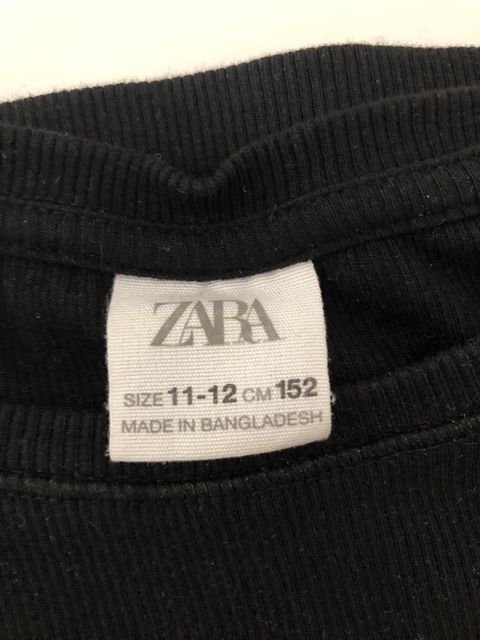 ZARA
SIZE 11-12 CM 152
MADE IN BANGLADESH